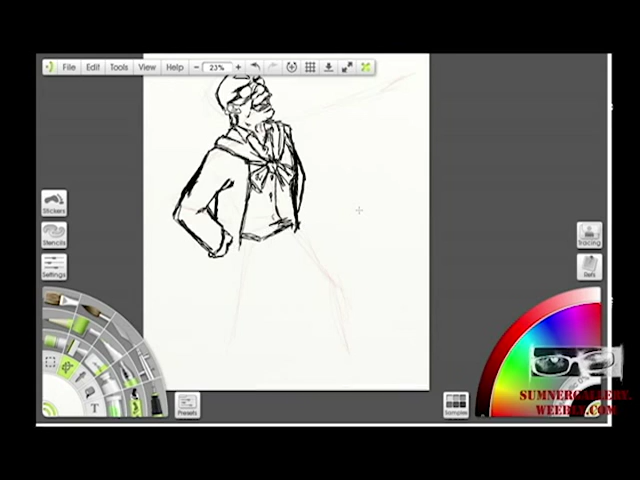 File Edit Tools View Help 23%
Stickers
Stencils
Settings
Tracing
Refs
Presets
Samples
T
SUMNERGALLERY.
WEEBLY.COM